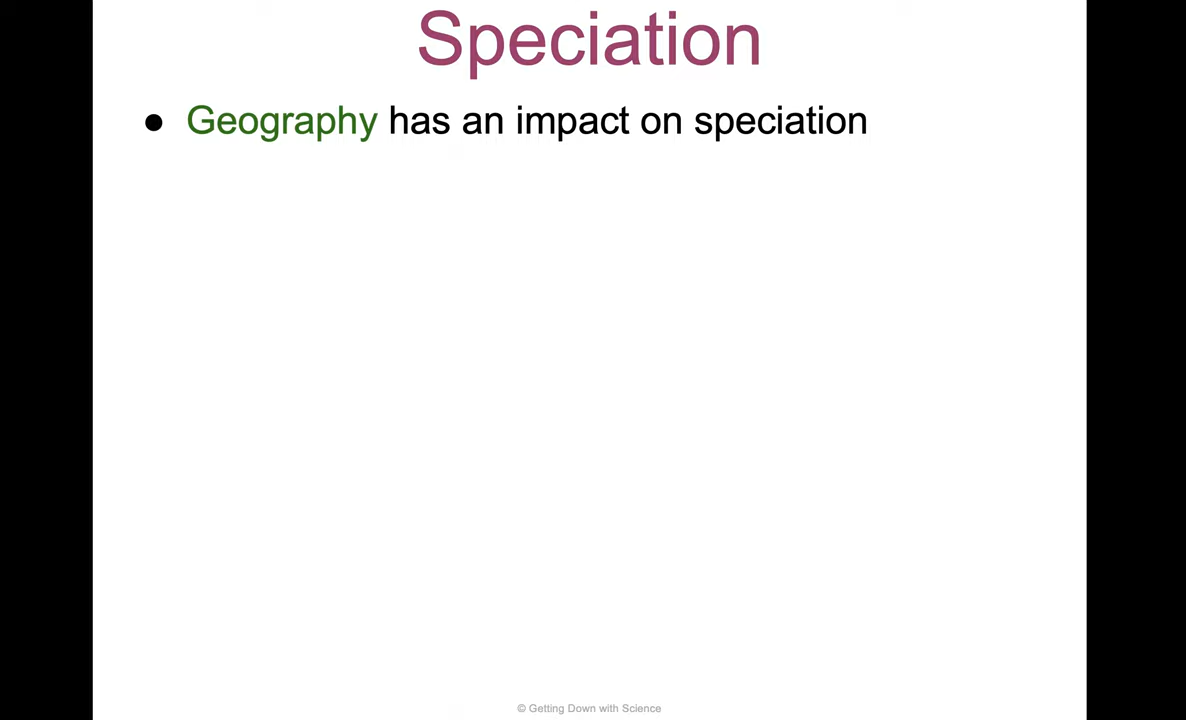 Speciation
● Geography has an impact on speciation
© Getting Down with Science